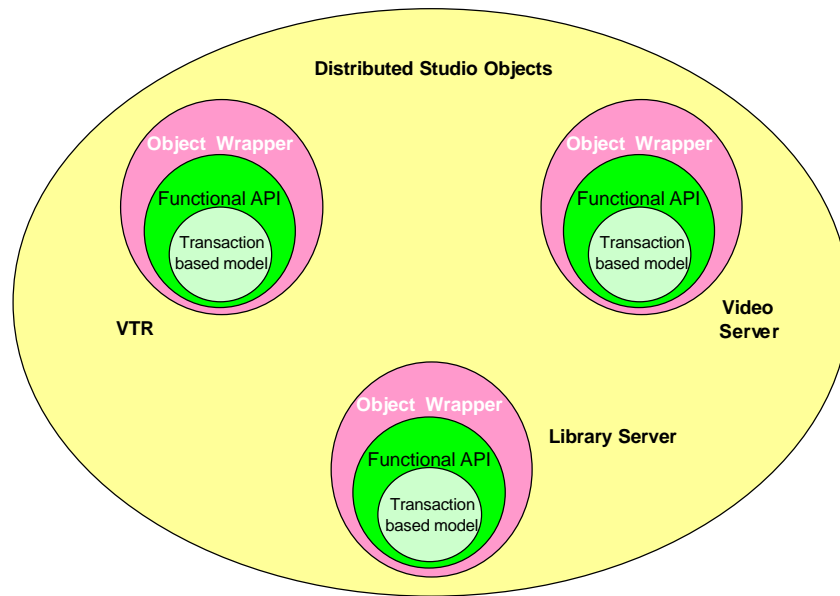 Distributed Studio Objects
Object Wrapper
Functional API
Transaction
based model
VTR
Object Wrapper
Functional API
Transaction
based model
Video
Server
Object Wrapper
Functional API
Transaction
based model
Library Server